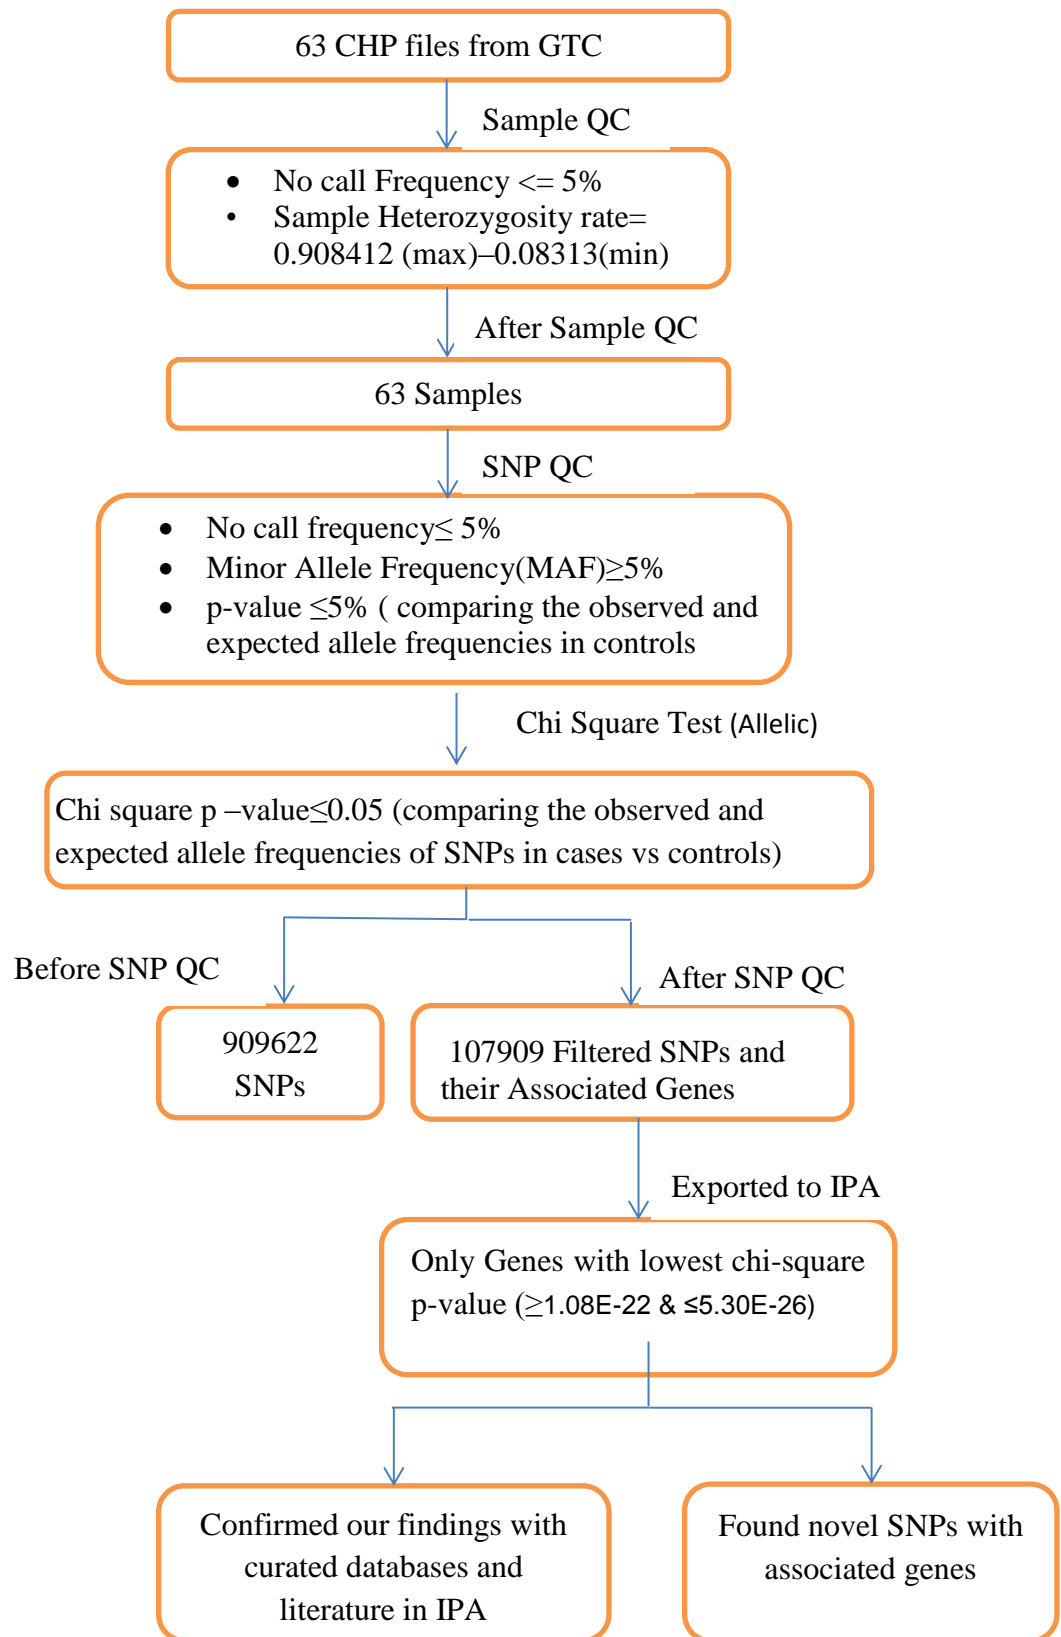 63 CHP files from GTC
Sample QC
• No call Frequency <= 5%
• Sample Heterozygosity rate=
0.908412 (max)–0.08313(min)
After Sample QC
63 Samples
SNP QC
• No call frequency≤ 5%
• Minor Allele Frequency(MAF)≥5%
• p-value ≤5% ( comparing the observed and
expected allele frequencies in controls
Chi Square Test (Allelic)
Chi square p –value≤0.05 (comparing the observed and
expected allele frequencies of SNPs in cases vs controls)
Before SNP QC
After SNP QC
909622
SNPs
107909 Filtered SNPs and
their Associated Genes
Exported to IPA
Only Genes with lowest chi-square
p-value (≥1.08E-22 & ≤5.30E-26)
Confirmed our findings with
curated databases and
literature in IPA
Found novel SNPs with
associated genes